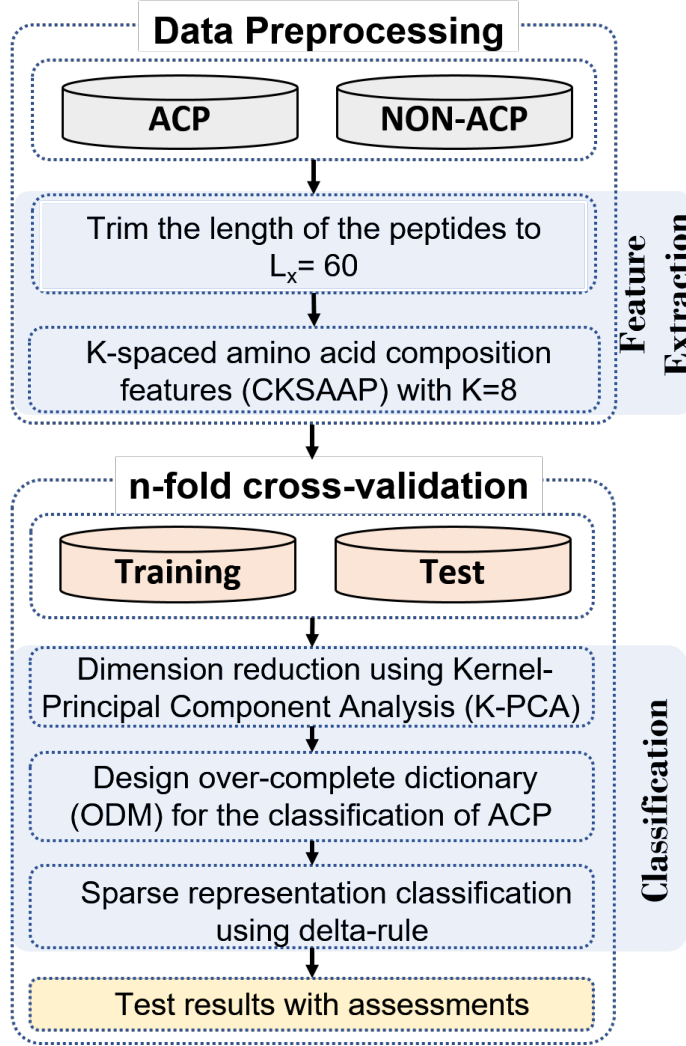 Data Preprocessing
ACP
NON-ACP
Trim the length of the peptides to
Lₓ= 60
Feature
Extraction
K-spaced amino acid composition
features (CKSAAP) with K=8
n-fold cross-validation
Training
Test
Dimension reduction using Kernel-
Principal Component Analysis (K-PCA)
Design over-complete dictionary
(ODM) for the classification of ACP
Classification
Sparse representation classification
using delta-rule
Test results with assessments